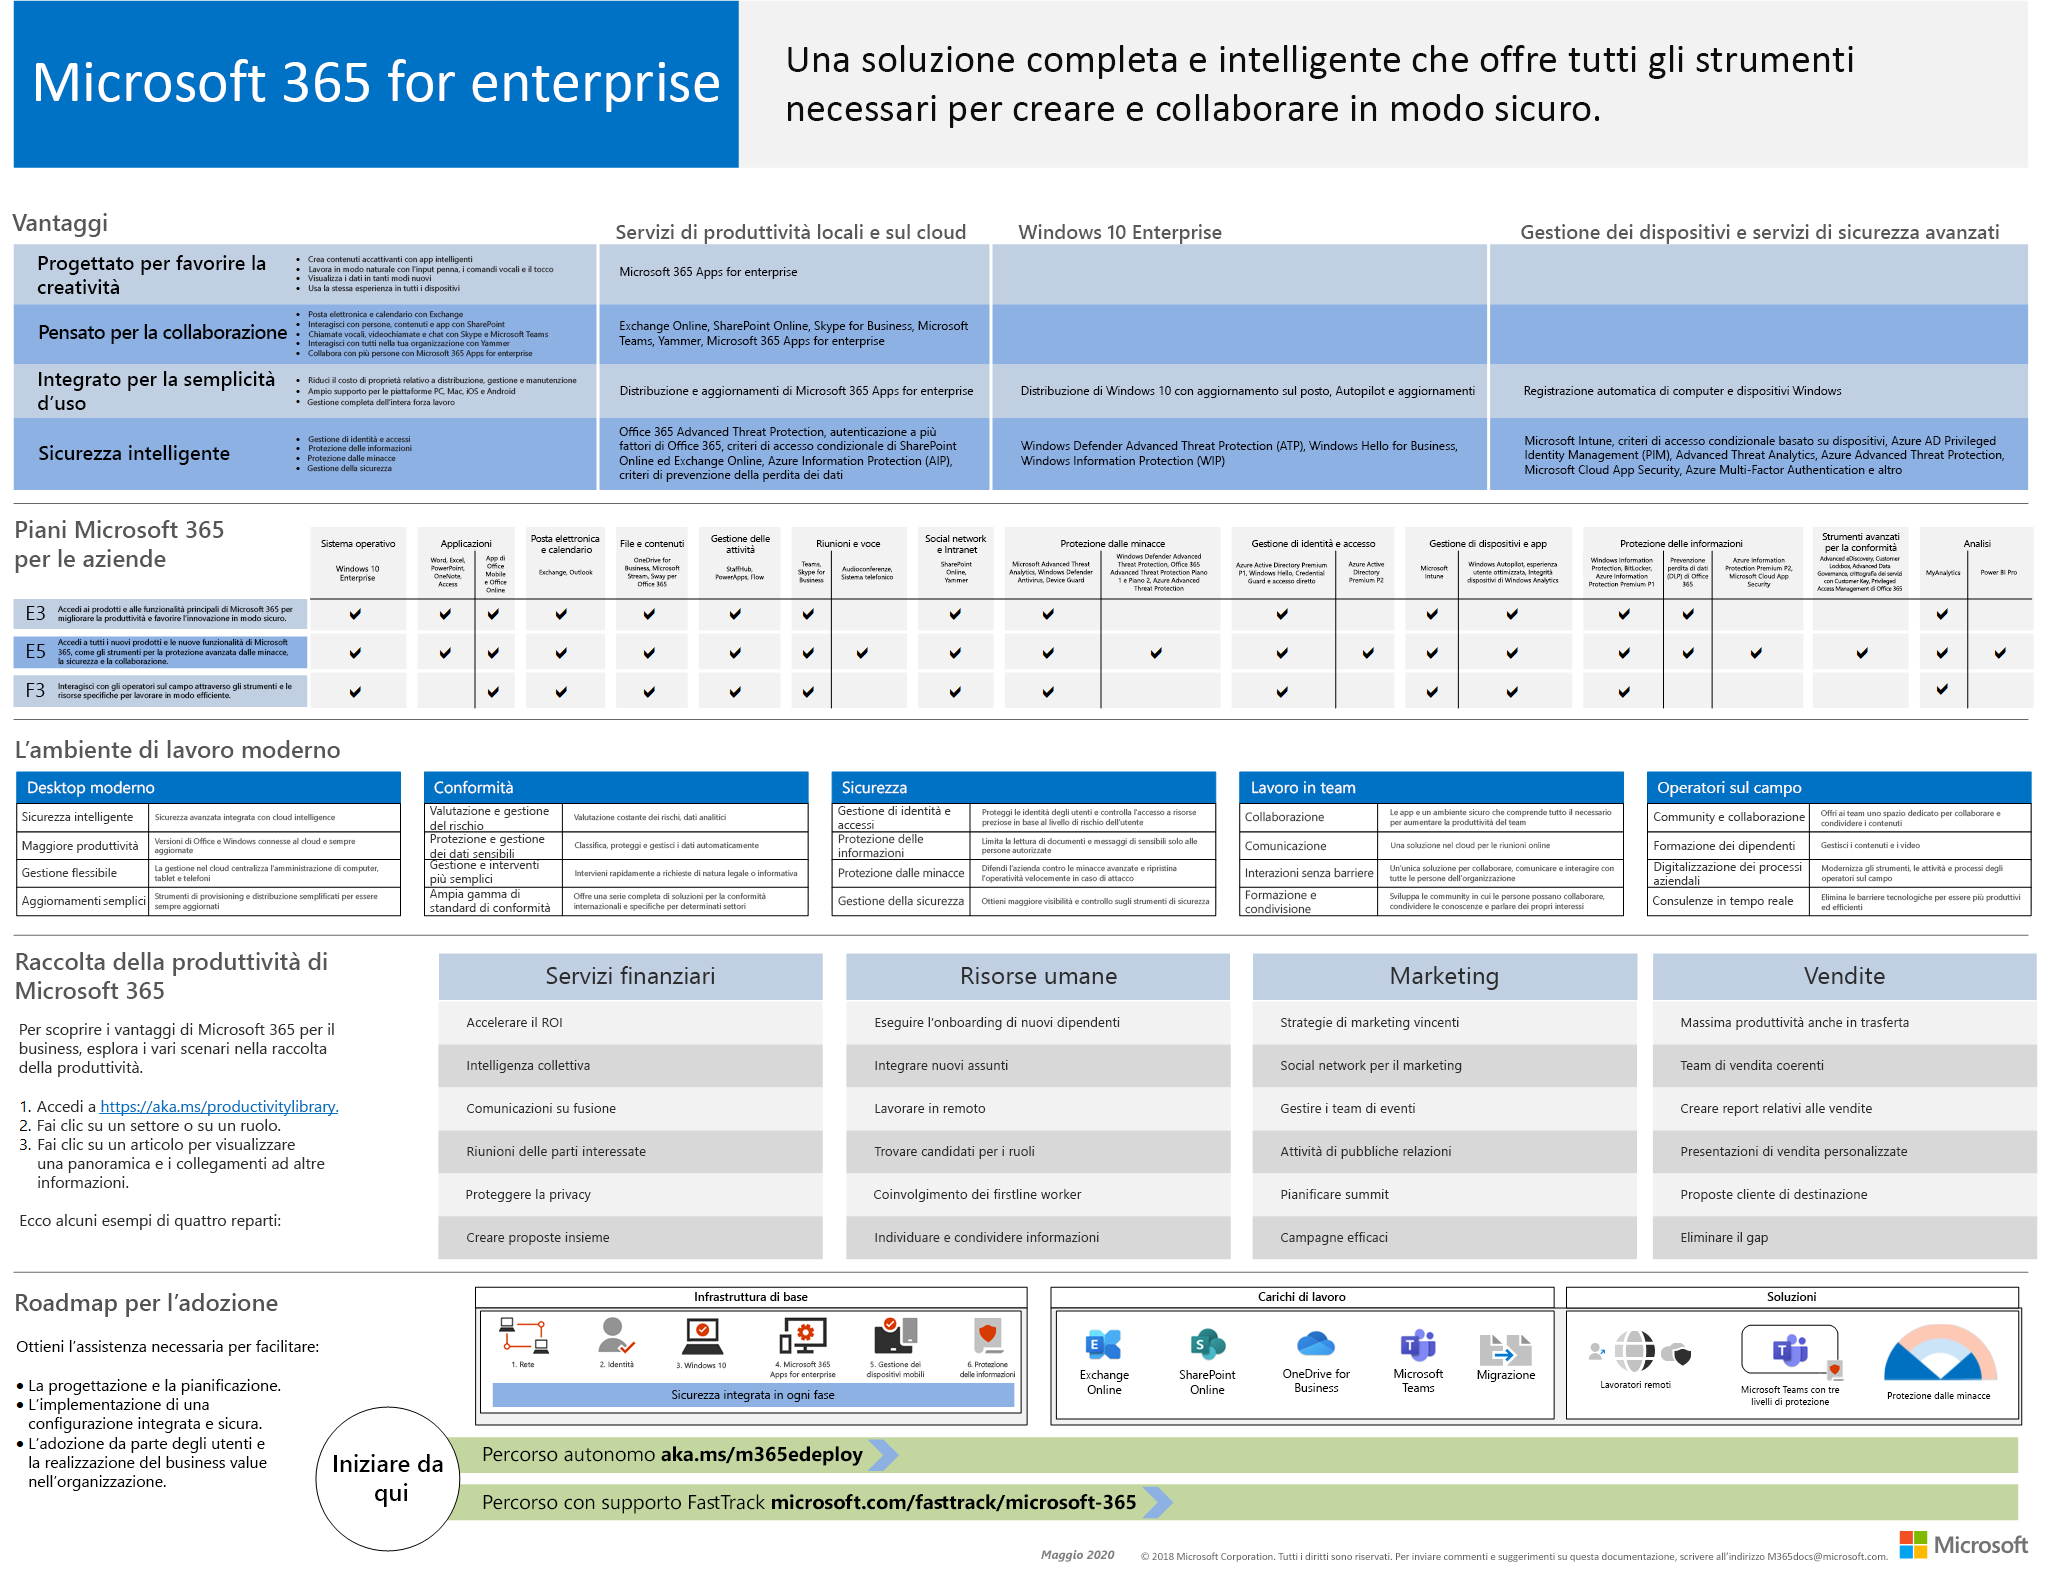 Microsoft 365 for enterprise
Una soluzione completa e intelligente che offre tutti gli strumenti
necessari per creare e collaborare in modo sicuro.
Vantaggi
Servizi di produttività locali e sul cloud
Windows 10 Enterprise
Gestione dei dispositivi e servizi di sicurezza avanzati
Progettato per favorire la
creatività
• Crea contenuti accattivanti con app intelligenti
• Lavora in modo naturale con l'input penna, i comandi vocali e il tocco
• Visualizza i dati in tanti modi nuovi
• Usa la stessa esperienza in tutti i dispositivi
Microsoft 365 Apps for enterprise
Pensato per la collaborazione
• Posta elettronica e calendario con Exchange
• Interagisci con persone, contenuti e app con SharePoint
• Chiamate vocali, videochiamate e chat con Skype e Microsoft Teams
• Interagisci con tutti nella tua organizzazione con Yammer
• Collabora con più persone con Microsoft 365 Apps for enterprise
Exchange Online, SharePoint Online, Skype for Business, Microsoft
Teams, Yammer, Microsoft 365 Apps for enterprise
Integrato per la semplicità
d'uso
• Riduci il costo di proprietà relativo a distribuzione, gestione e manutenzione
• Ampio supporto per le piattaforme PC, Mac, iOS e Android
• Gestione completa dell'intera forza lavoro
Distribuzione e aggiornamenti di Microsoft 365 Apps for enterprise
Distribuzione di Windows 10 con aggiornamento sul posto, Autopilot e aggiornamenti
Registrazione automatica di computer e dispositivi Windows
Sicurezza intelligente
• Gestione di identità e accessi
• Protezione delle informazioni
• Protezione dalle minacce
• Gestione della sicurezza
Office 365 Advanced Threat Protection, autenticazione a più
fattori di Office 365, criteri di accesso condizionale di SharePoint
Online ed Exchange Online, Azure Information Protection (AIP),
criteri di prevenzione della perdita dei dati
Windows Defender Advanced Threat Protection (ATP), Windows Hello for Business,
Windows Information Protection (WIP)
Microsoft Intune, criteri di accesso condizionale basato su dispositivi, Azure AD Privileged
Identity Management (PIM), Advanced Threat Analytics, Azure Advanced Threat Protection,
Microsoft Cloud App Security, Azure Multi-Factor Authentication e altro
Piani Microsoft 365
per le aziende
Sistema operativo
Windows 10
Enterprise
Applicazioni
Word, Excel,
PowerPoint,
OneNote,
Access
App di
Office
Mobile
e Office
Online
Posta elettronica
e calendario
Exchange, Outlook
File e contenuti
OneDrive for
Business, Microsoft
Stream, Sway per
Office 365
Gestione delle
attività
StaffHub,
PowerApps, Flow
Riunioni e voce
Teams,
Skype for
Business
Audioconferenze,
Sistema telefonico
Social network
e Intranet
SharePoint
Online,
Yammer
Protezione dalle minacce
Microsoft Advanced Threat
Analytics, Windows Defender
Antivirus, Device Guard
Windows Defender Advanced
Threat Protection, Office 365
Advanced Threat Protection Piano
1 e Piano 2, Azure Advanced
Threat Protection
Gestione di identità e accesso
Azure Active Directory Premium
P1, Windows Hello, Credential
Guard e accesso diretto
Azure Active
Directory
Premium P2
Gestione di dispositivi e app
Microsoft
Intune
Windows Autopilot, esperienza
utente ottimizzata, Integrità
dispositivi di Windows Analytics
Protezione delle informazioni
Windows Information
Protection, BitLocker,
Azure Information
Protection Premium P1
Prevenzione
perdita di dati
(DLP) di Office
365
Azure Information
Protection Premium P2,
Microsoft Cloud App
Security
Strumenti avanzati
per la conformità
Advanced eDiscovery, Customer
Lockbox, Advanced Data
Governance, crittografia dei servizi
con Customer Key, Privileged
Access Management di Office 365
Analisi
MyAnalytics
Power BI Pro
E3
Accedi ai prodotti e alle funzionalità principali di Microsoft 365 per
migliorare la produttività e favorire l'innovazione in modo sicuro.
E5
Accedi a tutti i nuovi prodotti e le nuove funzionalità di Microsoft
365, come gli strumenti per la protezione avanzata dalle minacce,
la sicurezza e la collaborazione.
F3
Interagisci con gli operatori sul campo attraverso gli strumenti e le
risorse specifiche per lavorare in modo efficiente.
L'ambiente di lavoro moderno
Desktop moderno
Sicurezza intelligente
Sicurezza avanzata integrata con cloud intelligence
Maggiore produttività
Versioni di Office e Windows connesse al cloud e sempre
aggiornate
Gestione flessibile
La gestione nel cloud centralizza l'amministrazione di computer,
tablet e telefoni
Aggiornamenti semplici
Strumenti di provisioning e distribuzione semplificati per essere
sempre aggiornati
Conformità
Valutazione e gestione
del rischio
Valutazione costante dei rischi, dati analitici
Protezione e gestione
dei dati sensibili
Classifica, proteggi e gestisci i dati automaticamente
Gestione e interventi
più semplici
Intervieni rapidamente a richieste di natura legale o informativa
Ampia gamma di
standard di conformità
Offre una serie completa di soluzioni per la conformità
internazionali e specifiche per determinati settori
Sicurezza
Gestione di identità e
accessi
Proteggi le identità degli utenti e controlla l'accesso a risorse
preziose in base al livello di rischio dell'utente
Protezione delle
informazioni
Limita la lettura di documenti e messaggi di sensibili solo alle
persone autorizzate
Protezione dalle minacce
Difendi l'azienda contro le minacce avanzate e ripristina
l'operatività velocemente in caso di attacco
Gestione della sicurezza
Ottieni maggiore visibilità e controllo sugli strumenti di sicurezza
Lavoro in team
Collaborazione
Le app e un ambiente sicuro che comprende tutto il necessario
per aumentare la produttività del team
Comunicazione
Una soluzione nel cloud per le riunioni online
Interazioni senza barriere
Un'unica soluzione per collaborare, comunicare e interagire con
tutte le persone dell'organizzazione
Formazione e
condivisione
Sviluppa le community in cui le persone possano collaborare,
condividere le conoscenze e parlare dei propri interessi
Operatori sul campo
Community e collaborazione
Offri ai team uno spazio dedicato per collaborare e
condividere i contenuti
Formazione dei dipendenti
Gestisci i contenuti e i video
Digitalizzazione dei processi
aziendali
Modernizza gli strumenti, le attività e processi degli
operatori sul campo
Consulenze in tempo reale
Elimina le barriere tecnologiche per essere più produttivi
ed efficienti
Raccolta della produttività di
Microsoft 365
Per scoprire i vantaggi di Microsoft 365 per il
business, esplora i vari scenari nella raccolta
della produttività.
1. Accedi a https://aka.ms/productivitylibrary.
2. Fai clic su un settore o su un ruolo.
3. Fai clic su un articolo per visualizzare
una panoramica e i collegamenti ad altre
informazioni.
Ecco alcuni esempi di quattro reparti:
Servizi finanziari
Accelerare il ROI
Intelligenza collettiva
Comunicazioni su fusione
Riunioni delle parti interessate
Proteggere la privacy
Creare proposte insieme
Risorse umane
Eseguire l'onboarding di nuovi dipendenti
Integrare nuovi assunti
Lavorare in remoto
Trovare candidati per i ruoli
Coinvolgimento dei firstline worker
Individuare e condividere informazioni
Marketing
Strategie di marketing vincenti
Social network per il marketing
Gestire i team di eventi
Attività di pubbliche relazioni
Pianificare summit
Campagne efficaci
Vendite
Massima produttività anche in trasferta
Team di vendita coerenti
Creare report relativi alle vendite
Presentazioni di vendita personalizzate
Proposte cliente di destinazione
Eliminare il gap
Roadmap per l'adozione
Ottieni l'assistenza necessaria per facilitare:
• La progettazione e la pianificazione.
• L'implementazione di una
configurazione integrata e sicura.
• L'adozione da parte degli utenti e
la realizzazione del business value
nell'organizzazione.
Infrastruttura di base
1. Rete
2. Identità
3. Windows 10
4. Microsoft 365
Apps for enterprise
5. Gestione dei
dispositivi mobili
6. Protezione
delle informazioni
Sicurezza integrata in ogni fase
Carichi di lavoro
Exchange
Online
SharePoint
Online
OneDrive for
Business
Microsoft
Teams
Migrazione
Soluzioni
Lavoratori remoti
Microsoft Teams con tre
livelli di protezione
Protezione dalle minacce
Iniziare da
qui
Percorso autonomo aka.ms/m365edeploy
Percorso con supporto FastTrack microsoft.com/fasttrack/microsoft-365
Maggio 2020
© 2018 Microsoft Corporation. Tutti i diritti sono riservati. Per inviare commenti e suggerimenti su questa documentazione, scrivere all'indirizzo M365docs@microsoft.com.
Microsoft